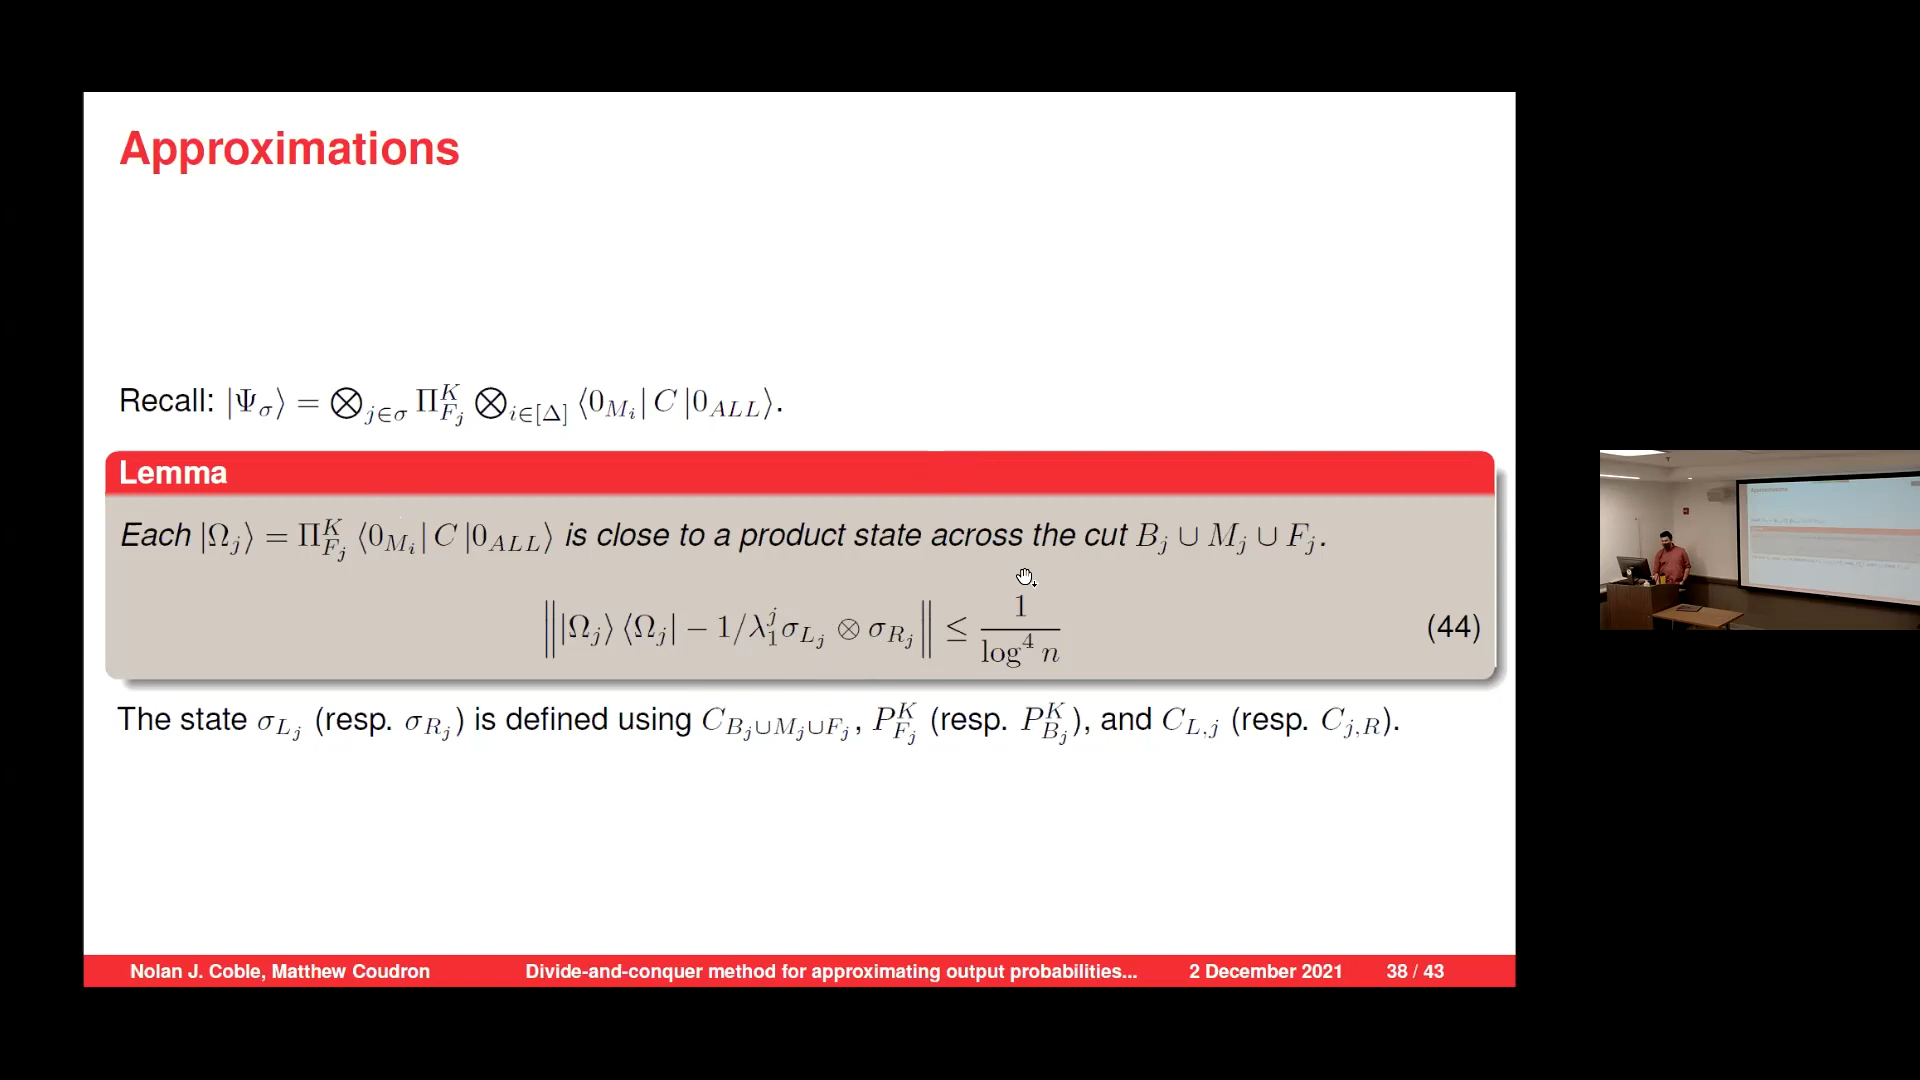 Approximations
Recall: |Ψ_σ⟩ = ⨂_{j∈σ} Π^K_{F_j} ⨂_{i∈[Δ]} ⟨0_{M_i}| C |0_{ALL}⟩.
Lemma
Each |Ω_j⟩ = Π^K_{F_j} ⟨0_{M_i}| C |0_{ALL}⟩ is close to a product state across the cut B_j ∪ M_j ∪ F_j.
‖|Ω_j⟩⟨Ω_j| − 1/λ_1^j σ_{L_j} ⊗ σ_{R_j}‖ ≤ 1/log^4 n (44)
The state σ_{L_j} (resp. σ_{R_j}) is defined using C_{B_j∪M_j∪F_j}, P^K_{F_j} (resp. P^K_{B_j}), and C_{L,j} (resp. C_{j,R}).
Nolan J. Coble, Matthew Coudron Divide-and-conquer method for approximating output probabilities... 2 December 2021 38 / 43